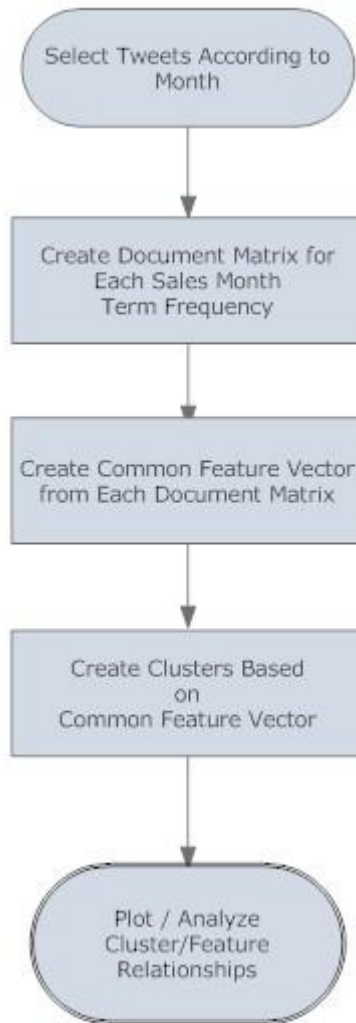 Select Tweets According to
Month
Create Document Matrix for
Each Sales Month
Term Frequency
Create Common Feature Vector
from Each Document Matrix
Create Clusters Based
on
Common Feature Vector
Plot / Analyze
Cluster/Feature
Relationships